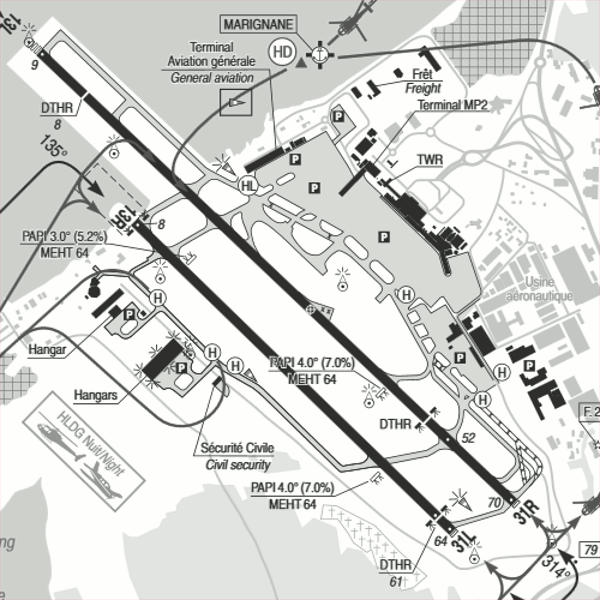 13L
MARIGNANE
HD
Terminal
Aviation générale
General aviation
9
Frêt
Freight
Terminal MP2
DTHR
8
P
135°
P
TWR
HL
P
13R
8
P
PAPI 3.0° (5.2%)
MEHT 64
Usine
aéronautique
H
H
P
Hangar
H
H
P
PAPI 4.0° (7.0%)
MEHT 64
P
H
P
Hangars
H
HLDG Nuit/Night
DTHR
F. 2
52
Sécurité Civile
Civil security
PAPI 4.0° (7.0%)
MEHT 64
70
31R
64
31L
DTHR
61
314°
79
ng
e